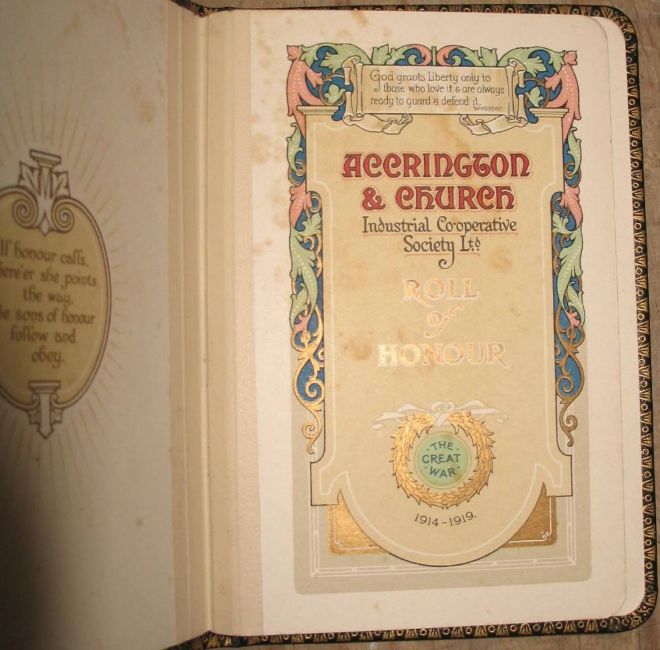 If honour calls,
where'er she points
the way,
The sons of honour
follow and
obey.
God grants Liberty only to
those who love it & are always
ready to guard & defend it.
Webster.
ACCRINGTON
& CHURCH
Industrial Co-operative
Society Ltd
ROLL
of
HONOUR
THE
GREAT
WAR
1914-1919.